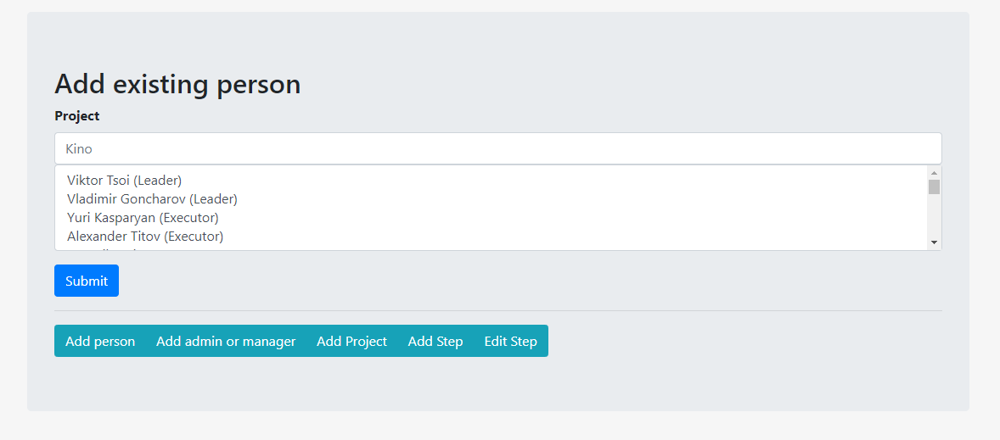 Add existing person
Project
Kino
Viktor Tsoi (Leader)
Vladimir Goncharov (Leader)
Yuri Kasparyan (Executor)
Alexander Titov (Executor)
Submit
Add person Add admin or manager Add Project Add Step Edit Step